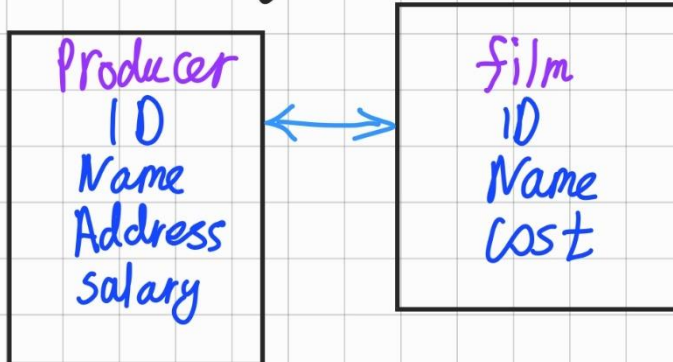 Producer
ID
Name
Address
salary
film
ID
Name
Cost